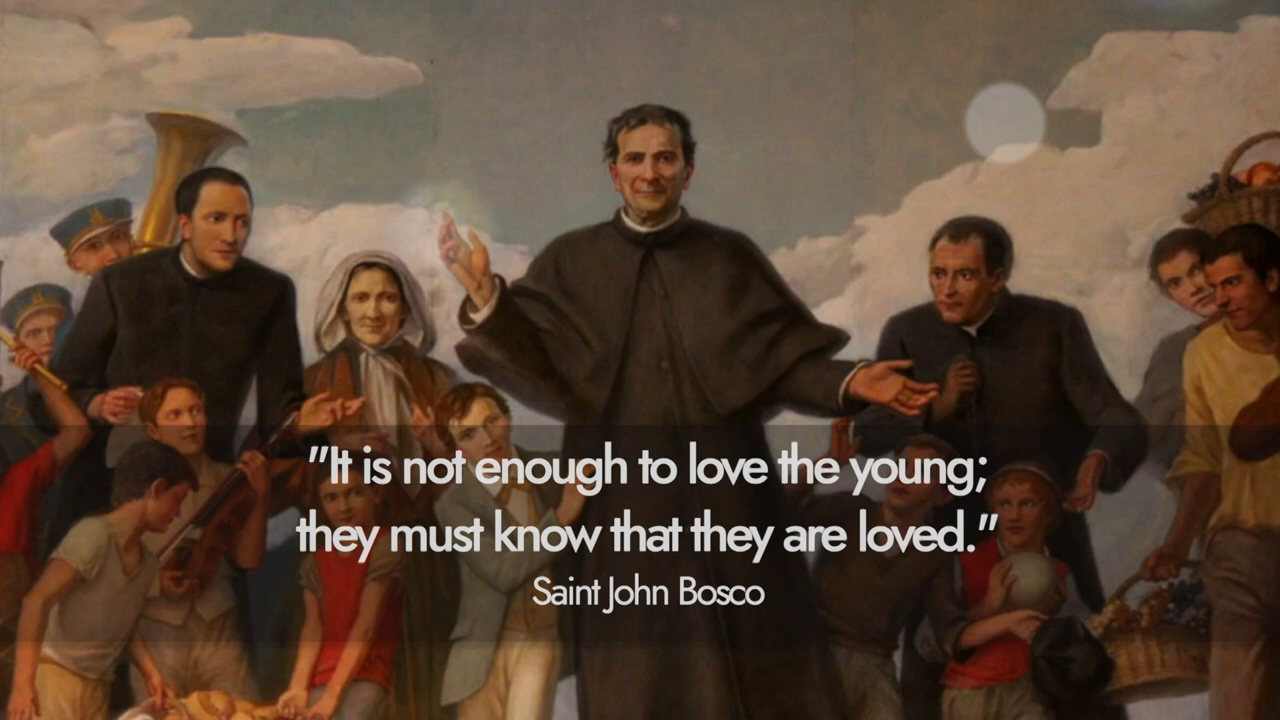 "It is not enough to love the young;
they must know that they are loved."
Saint John Bosco